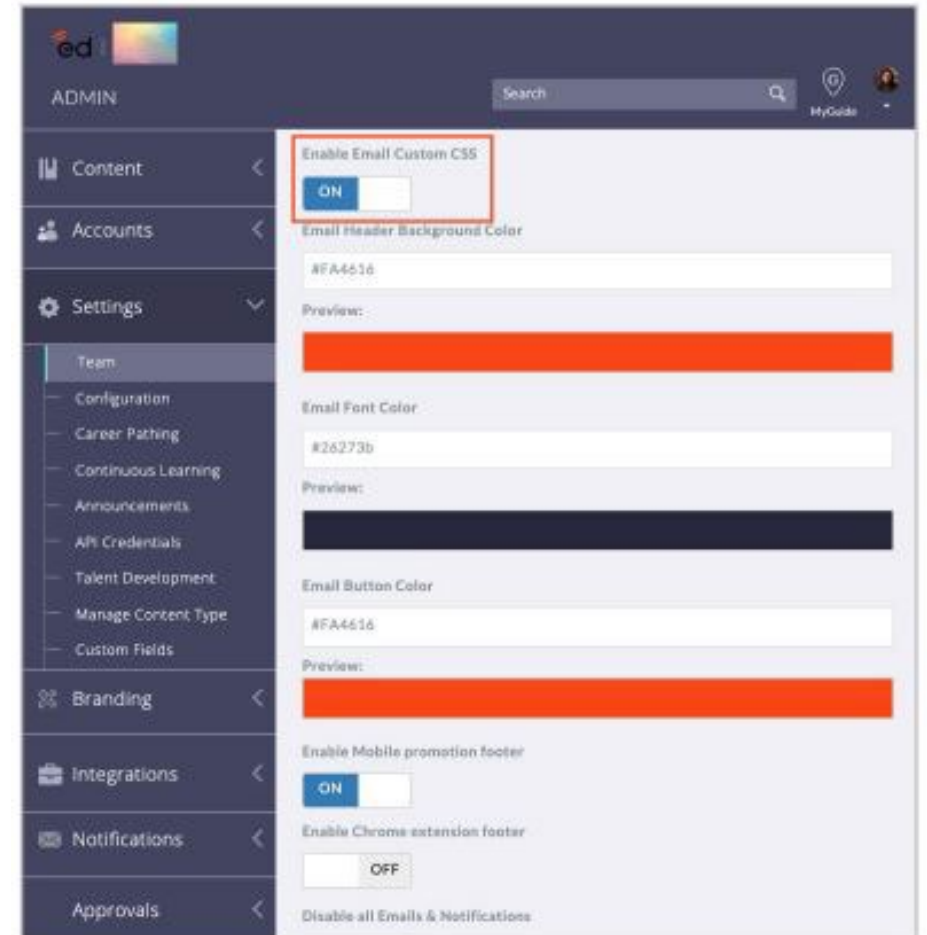 ed
ADMIN
Search
MyGuide
Content
Accounts
Settings
Team
Configuration
Career Pathing
Continuous Learning
Announcements
API Credentials
Talent Development
Manage Content Type
Custom Fields
Branding
Integrations
Notifications
Approvals
Enable Email Custom CSS
ON
Email Header Background Color
#FA4616
Preview:
Email Font Color
#26273b
Preview:
Email Button Color
#FA4616
Preview:
Enable Mobile promotion footer
ON
Enable Chrome extension footer
OFF
Disable all Emails & Notifications